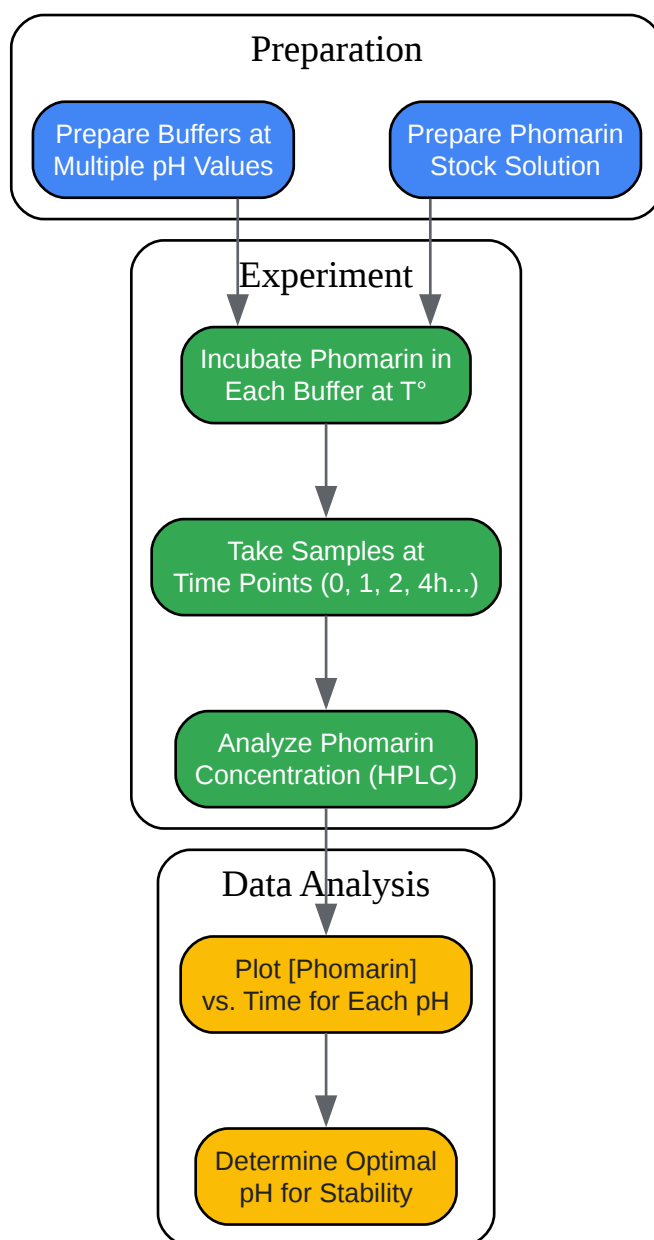 Preparation
Prepare Buffers at
Multiple pH Values
Prepare Phomarin
Stock Solution
Experiment
Incubate Phomarin in
Each Buffer at T°
Take Samples at
Time Points (0, 1, 2, 4h...)
Analyze Phomarin
Concentration (HPLC)
Data Analysis
Plot [Phomarin]
vs. Time for Each pH
Determine Optimal
pH for Stability